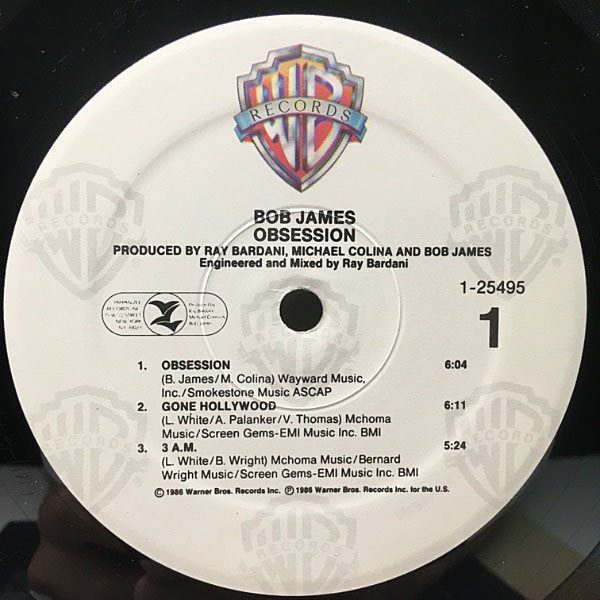 WB
RECORDS
BOB JAMES
OBSESSION
PRODUCED BY RAY BARDANI, MICHAEL COLINA AND BOB JAMES
Engineered and Mixed by Ray Bardani
1-25495
1
1. OBSESSION 6:04
(B. James/M. Colina) Wayward Music,
Inc./Smokestone Music ASCAP
2. GONE HOLLYWOOD 6:11
(L. White/A. Palanker/V. Thomas) Mchoma
Music/Screen Gems-EMI Music Inc. BMI
3. 3 A.M. 5:24
(L. White/B. Wright) Mchoma Music/Bernard
Wright Music/Screen Gems-EMI Music Inc. BMI
© 1986 Warner Bros. Records Inc. ℗ 1986 Warner Bros. Records Inc. for the U.S.